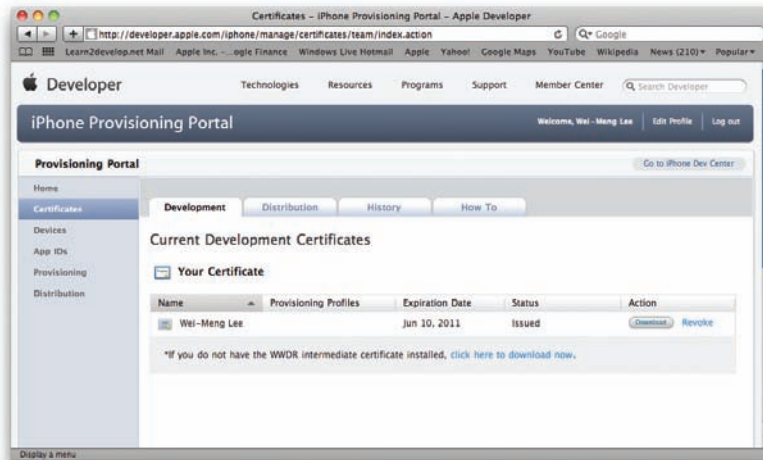 Certificates – iPhone Provisioning Portal – Apple Developer
http://developer.apple.com/iphone/manage/certificates/team/index.action
Google
Learn2develop.net Mail Apple Inc. -...ogle Finance Windows Live Hotmail Apple Yahoo! Google Maps YouTube Wikipedia News (210) Popular
Developer Technologies Resources Programs Support Member Center Search Developer
iPhone Provisioning Portal Welcome, Wei-Meng Lee Edit Profile Log out
Provisioning Portal Go to iPhone Dev Center
Home
Certificates
Devices
App IDs
Provisioning
Distribution
Development Distribution History How To
Current Development Certificates
Your Certificate
Name Provisioning Profiles Expiration Date Status Action
Wei-Meng Lee Jun 10, 2011 Issued Download Revoke
*If you do not have the WWDR intermediate certificate installed, click here to download now.
Display a menu